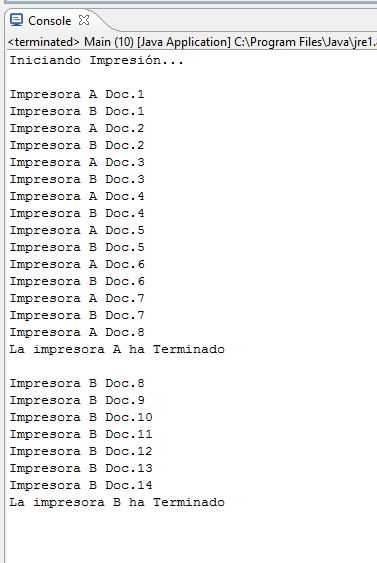 Console
<terminated> Main (10) [Java Application] C:\Program Files\Java\jre1.
Iniciando Impresión...
Impresora A Doc.1
Impresora B Doc.1
Impresora A Doc.2
Impresora B Doc.2
Impresora A Doc.3
Impresora B Doc.3
Impresora A Doc.4
Impresora B Doc.4
Impresora A Doc.5
Impresora B Doc.5
Impresora A Doc.6
Impresora B Doc.6
Impresora A Doc.7
Impresora B Doc.7
Impresora A Doc.8
La impresora A ha Terminado
Impresora B Doc.8
Impresora B Doc.9
Impresora B Doc.10
Impresora B Doc.11
Impresora B Doc.12
Impresora B Doc.13
Impresora B Doc.14
La impresora B ha Terminado